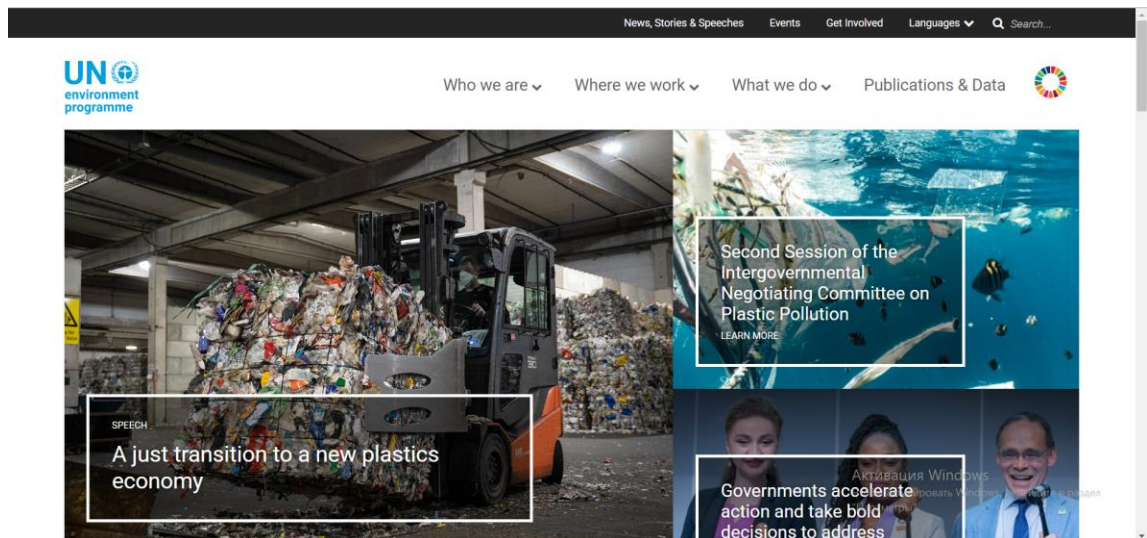 News, Stories & Speeches Events Get Involved Languages Search...
UN
environment
programme
Who we are Where we work What we do Publications & Data
Second Session of the
Intergovernmental
Negotiating Committee on
Plastic Pollution
LEARN MORE
SPEECH
A just transition to a new plastics
economy
Активация Windows
Governments accelerate
action and take bold
decisions to address